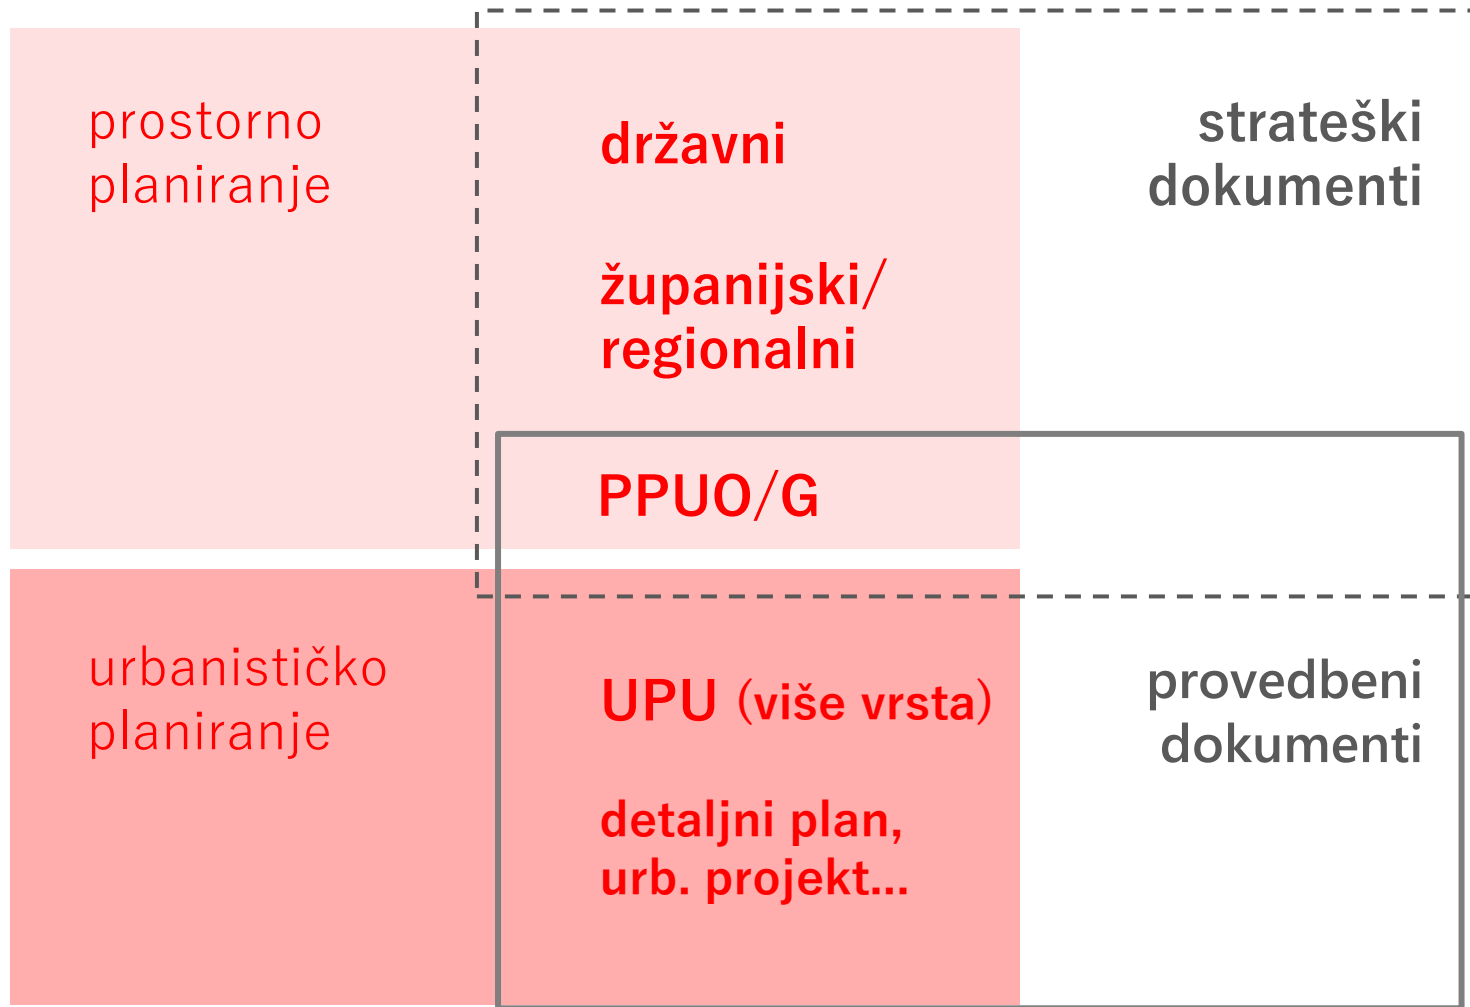 prostorno
planiranje
državni
županijski/
regionalni
PPUO/G
strateški
dokumenti
urbanističko
planiranje
UPU (više vrsta)
detaljni plan,
urb. projekt...
provedbeni
dokumenti